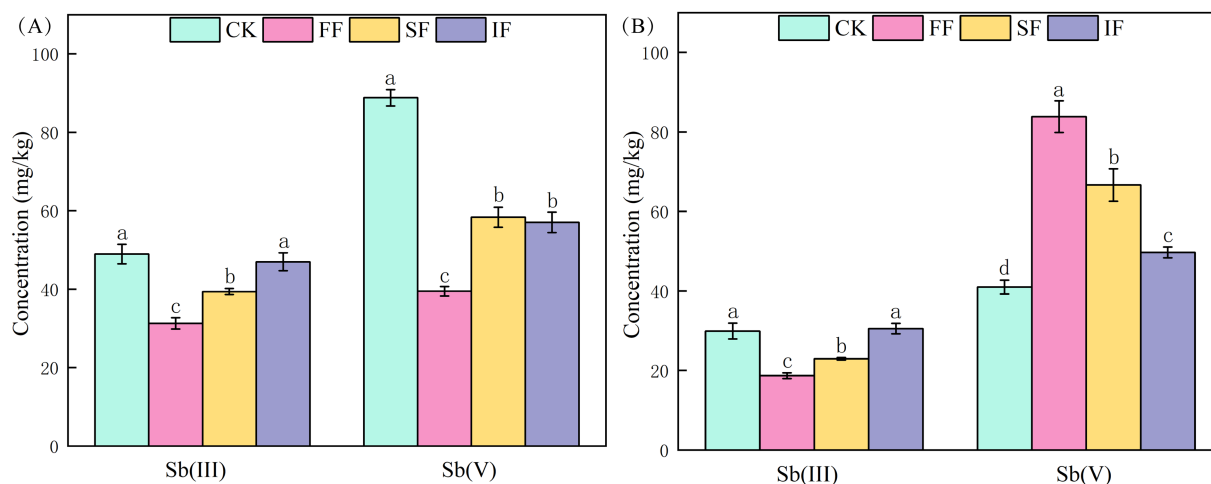 (A)
CK FF SF IF
Concentration (mg/kg)
100
80
60
40
20
0
a
c
b
a
a
c
b
b
Sb(III) Sb(V)
(B)
CK FF SF IF
Concentration (mg/kg)
100
80
60
40
20
0
a
c
b
a
d
a
b
c
Sb(III) Sb(V)